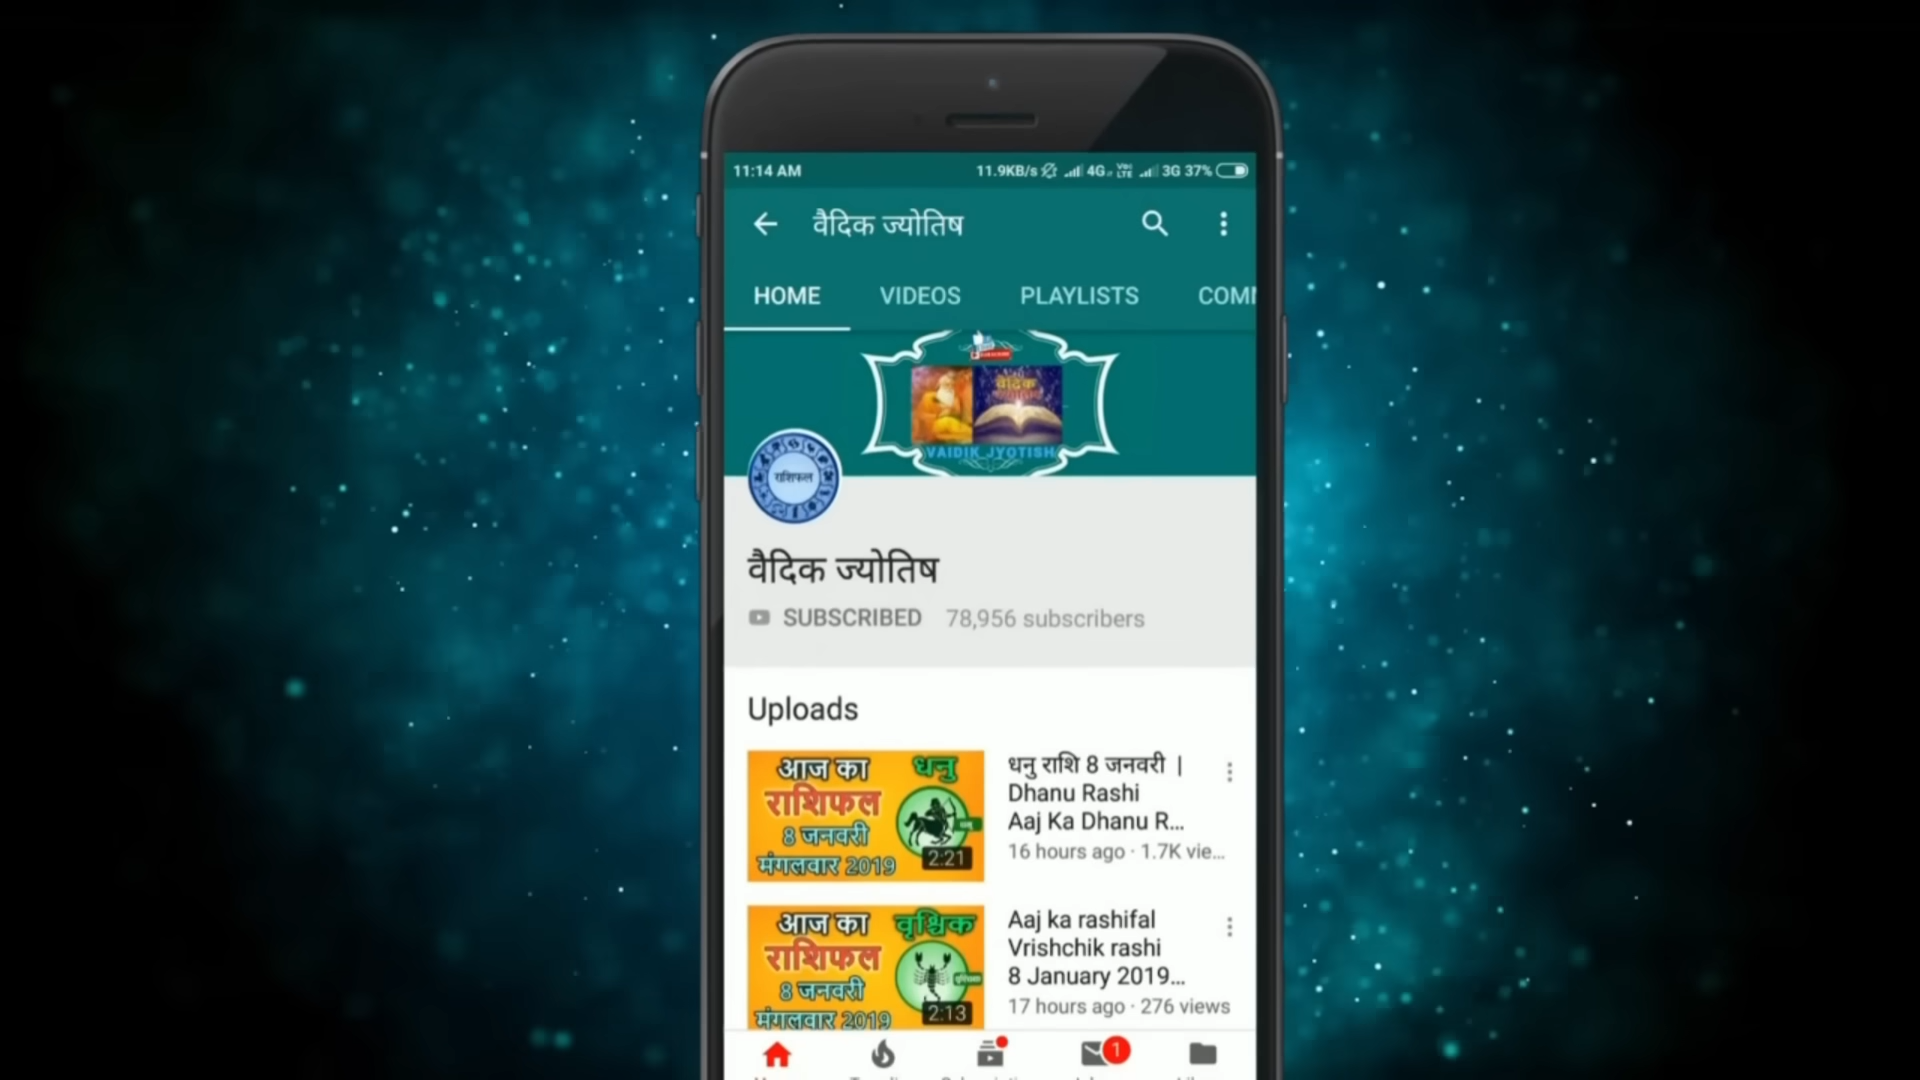 11:14 AM 11.9KB/s 4G Vo LTE 3G 37%
वैदिक ज्योतिष
HOME VIDEOS PLAYLISTS COMM
वैदिक
VAIDIK JYOTISH
राशिफल
वैदिक ज्योतिष
SUBSCRIBED 78,956 subscribers
Uploads
आज का धनु
राशिफल
8 जनवरी
मंगलवार 2019
2:21
धनु राशि 8 जनवरी |
Dhanu Rashi
Aaj Ka Dhanu R...
16 hours ago · 1.7K vie...
आज का वृश्चिक
राशिफल
8 जनवरी
मंगलवार 2019
2:13
Aaj ka rashifal
Vrishchik rashi
8 January 2019...
17 hours ago · 276 views
1